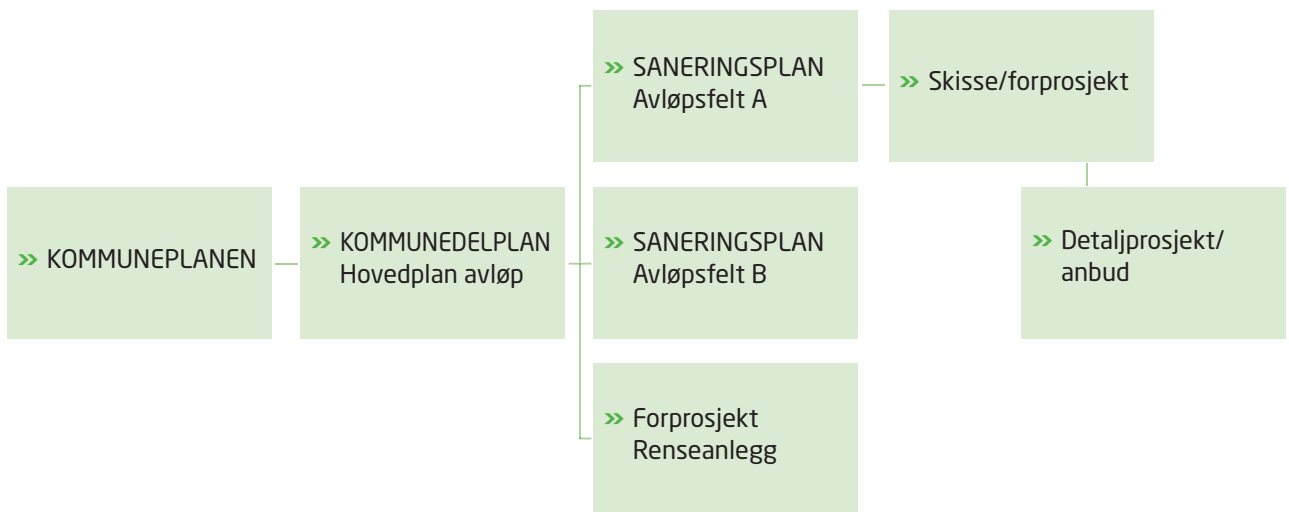 » KOMMUNEPLANEN
» KOMMUNEDELPLAN
Hovedplan avløp
» SANERINGSPLAN
Avløpsfelt A
» SANERINGSPLAN
Avløpsfelt B
» Forprosjekt
Renseanlegg
» Skisse/forprosjekt
» Detaljprosjekt/
anbud